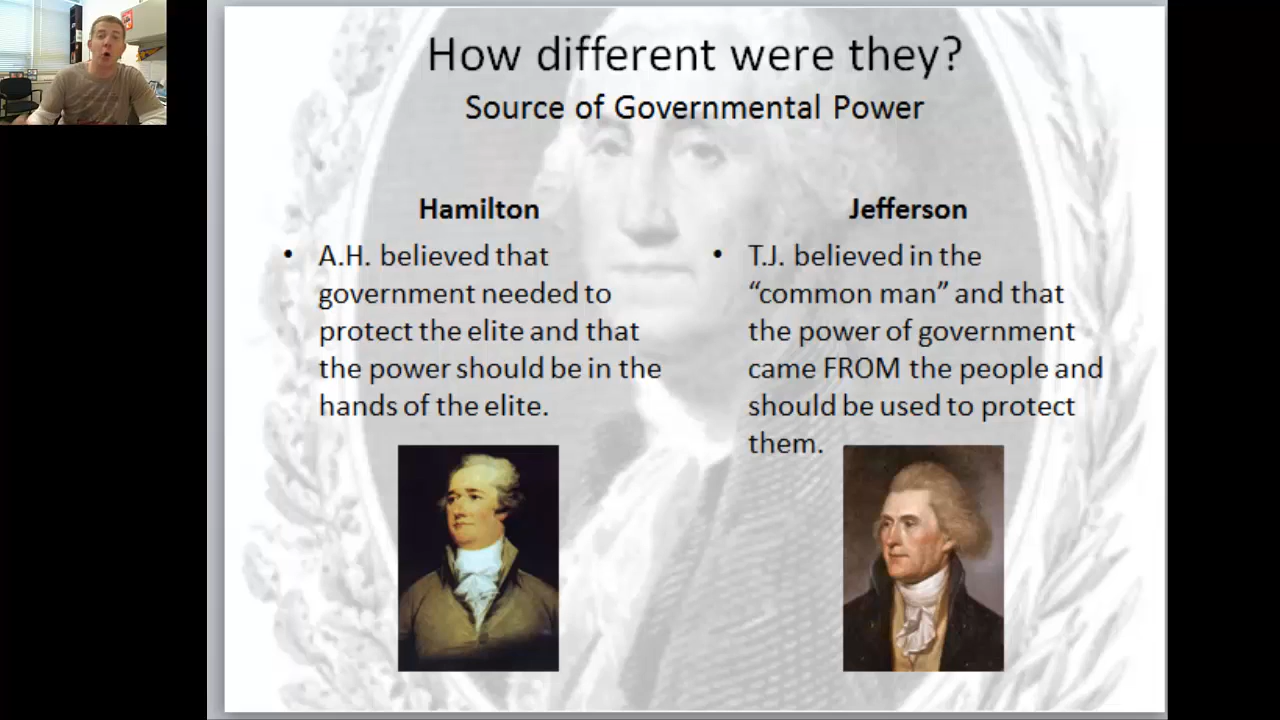 How different were they?
Source of Governmental Power
Hamilton
• A.H. believed that
government needed to
protect the elite and that
the power should be in the
hands of the elite.
Jefferson
• T.J. believed in the
“common man” and that
the power of government
came FROM the people and
should be used to protect
them.